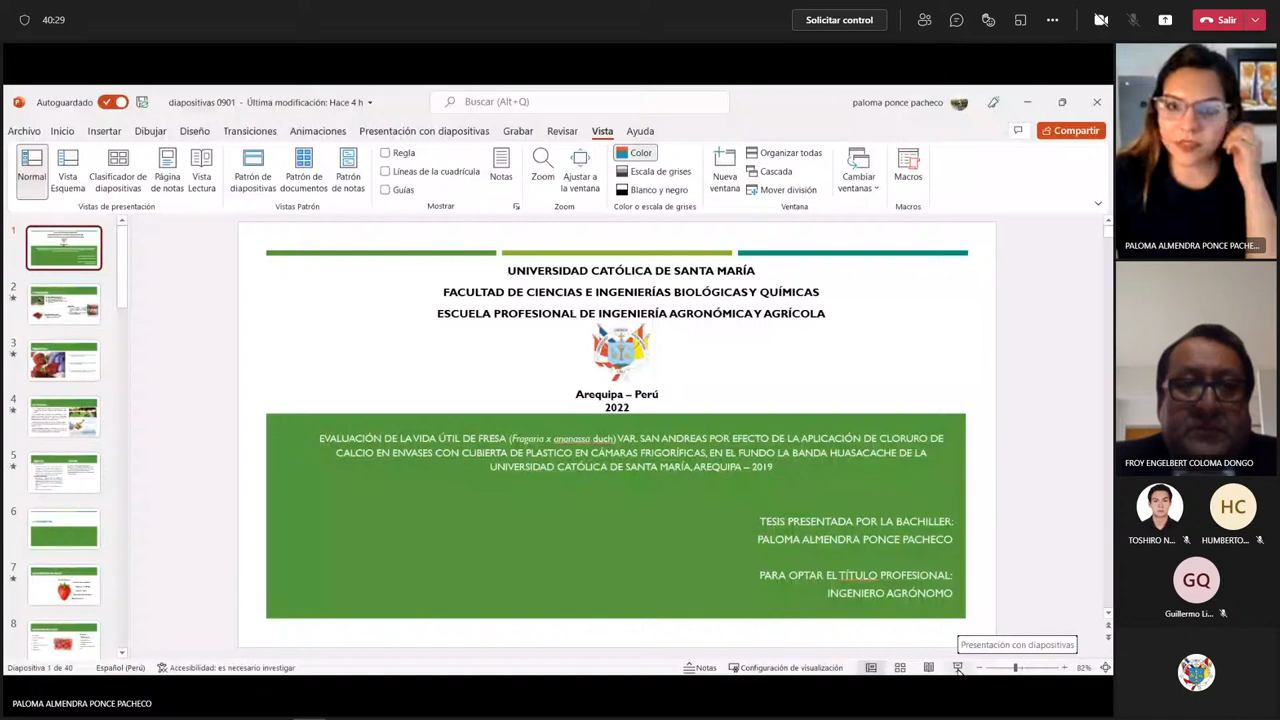 40:29
Solicitar control
Salir
Autoguardado
diapositivas 0901 - Última modificación: Hace 4 h
Buscar (Alt+Q)
paloma ponce pacheco
Archivo Inicio Insertar Dibujar Diseño Transiciones Animaciones Presentación con diapositivas Grabar Revisar Vista Ayuda
Compartir
Normal
Vista Esquema
Clasificador de diapositivas
Página de notas
Vista Lectura
Vistas de presentación
Patrón de diapositivas
Patrón de documentos
Patrón de notas
Vistas Patrón
Regla
Líneas de la cuadrícula
Guías
Notas
Mostrar
Zoom
Ajustar a la ventana
Zoom
Color
Escala de grises
Blanco y negro
Color o escala de grises
Nueva ventana
Organizar todas
Cascada
Mover división
Cambiar ventanas
Ventana
Macros
Macros
1
2
3
4
5
6
7
8
UNIVERSIDAD CATÓLICA DE SANTA MARÍA
FACULTAD DE CIENCIAS E INGENIERÍAS BIOLÓGICAS Y QUÍMICAS
ESCUELA PROFESIONAL DE INGENIERÍA AGRONÓMICA Y AGRÍCOLA
Arequipa – Perú
2022
EVALUACIÓN DE LA VIDA ÚTIL DE FRESA (Fragaria x ananassa duch) VAR. SAN ANDREAS POR EFECTO DE LA APLICACIÓN DE CLORURO DE
CALCIO EN ENVASES CON CUBIERTA DE PLASTICO EN CÁMARAS FRIGORÍFICAS, EN EL FUNDO LA BANDA HUASACACHE DE LA
UNIVERSIDAD CATÓLICA DE SANTA MARÍA, AREQUIPA – 2019
TESIS PRESENTADA POR LA BACHILLER:
PALOMA ALMENDRA PONCE PACHECO
PARA OPTAR EL TÍTULO PROFESIONAL:
INGENIERO AGRÓNOMO
Presentación con diapositivas
Diapositiva 1 de 40
Español (Perú)
Accesibilidad: es necesario investigar
Notas
Configuración de visualización
82%
PALOMA ALMENDRA PONCE PACHECO
PALOMA ALMENDRA PONCE PACHE...
FROY ENGELBERT COLOMA DONGO
HC
TOSHIRO N...
HUMBERTO...
GQ
Guillermo Li...